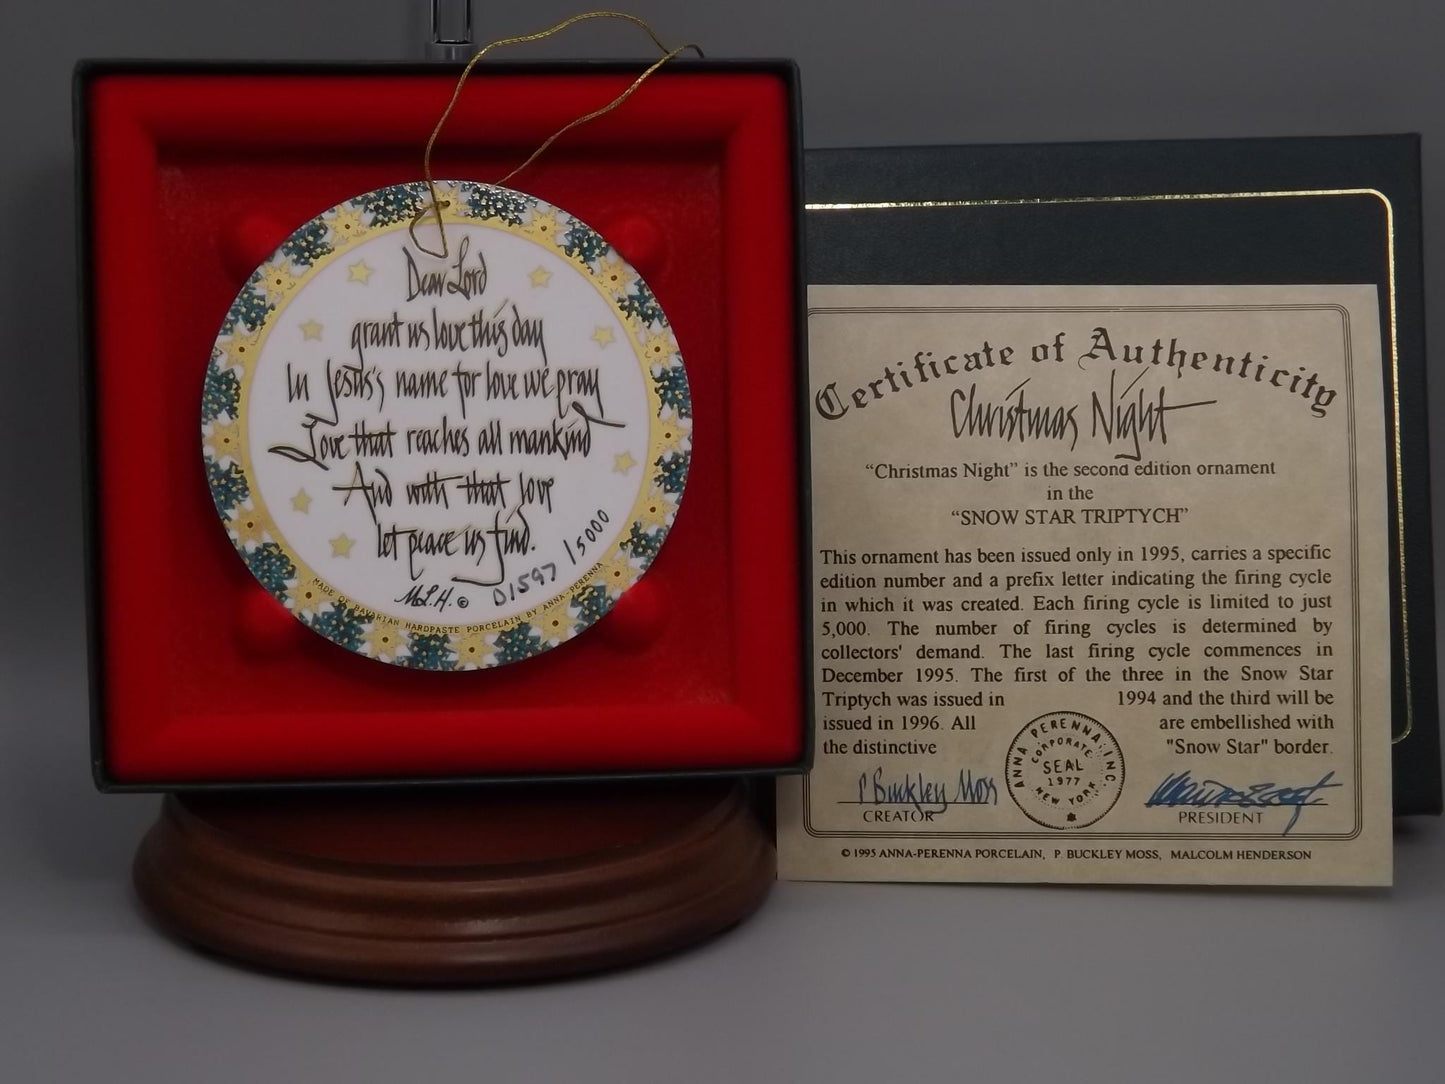 Dear Lord
grant us love this day
In Jesus's name for love we pray
Love that reaches all mankind
And with that love
let peace us find.
M.L.H. © D1597 /5000
MADE OF BAVARIAN HARDPASTE PORCELAIN BY ANNA-PERENNA
Certificate of Authenticity
Christmas Night
“Christmas Night” is the second edition ornament
in the
“SNOW STAR TRIPTYCH”
This ornament has been issued only in 1995, carries a specific
edition number and a prefix letter indicating the firing cycle
in which it was created. Each firing cycle is limited to just
5,000. The number of firing cycles is determined by
collectors' demand. The last firing cycle commences in
December 1995. The first of the three in the Snow Star
Triptych was issued in 1994 and the third will be
issued in 1996. All are embellished with
the distinctive "Snow Star" border.
ANNA PERENNA, INC.
CORPORATE
SEAL
1977
NEW YORK
P Buckley Moss
CREATOR
PRESIDENT
© 1995 ANNA-PERENNA PORCELAIN, P. BUCKLEY MOSS, MALCOLM HENDERSON